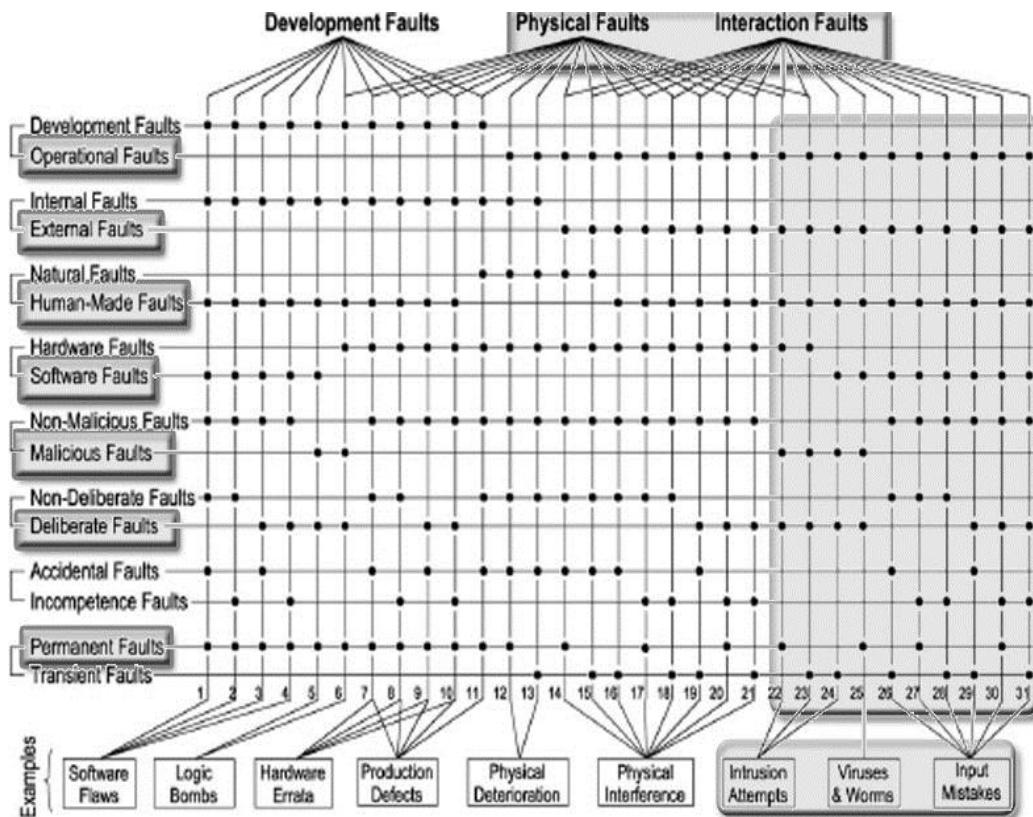 Development Faults Physical Faults Interaction Faults
Development Faults
Operational Faults
Internal Faults
External Faults
Natural Faults
Human-Made Faults
Hardware Faults
Software Faults
Non-Malicious Faults
Malicious Faults
Non-Deliberate Faults
Deliberate Faults
Accidental Faults
Incompetence Faults
Permanent Faults
Transient Faults
1 2 3 4 5 6 7 8 9 10 11 12 13 14 15 16 17 18 19 20 21 22 23 24 25 26 27 28 29 30 31
Examples
Software Logic Hardware Production Physical Physical Intrusion Viruses Input
Flaws Bombs Errata Defects Deterioration Interference Attempts & Worms Mistakes